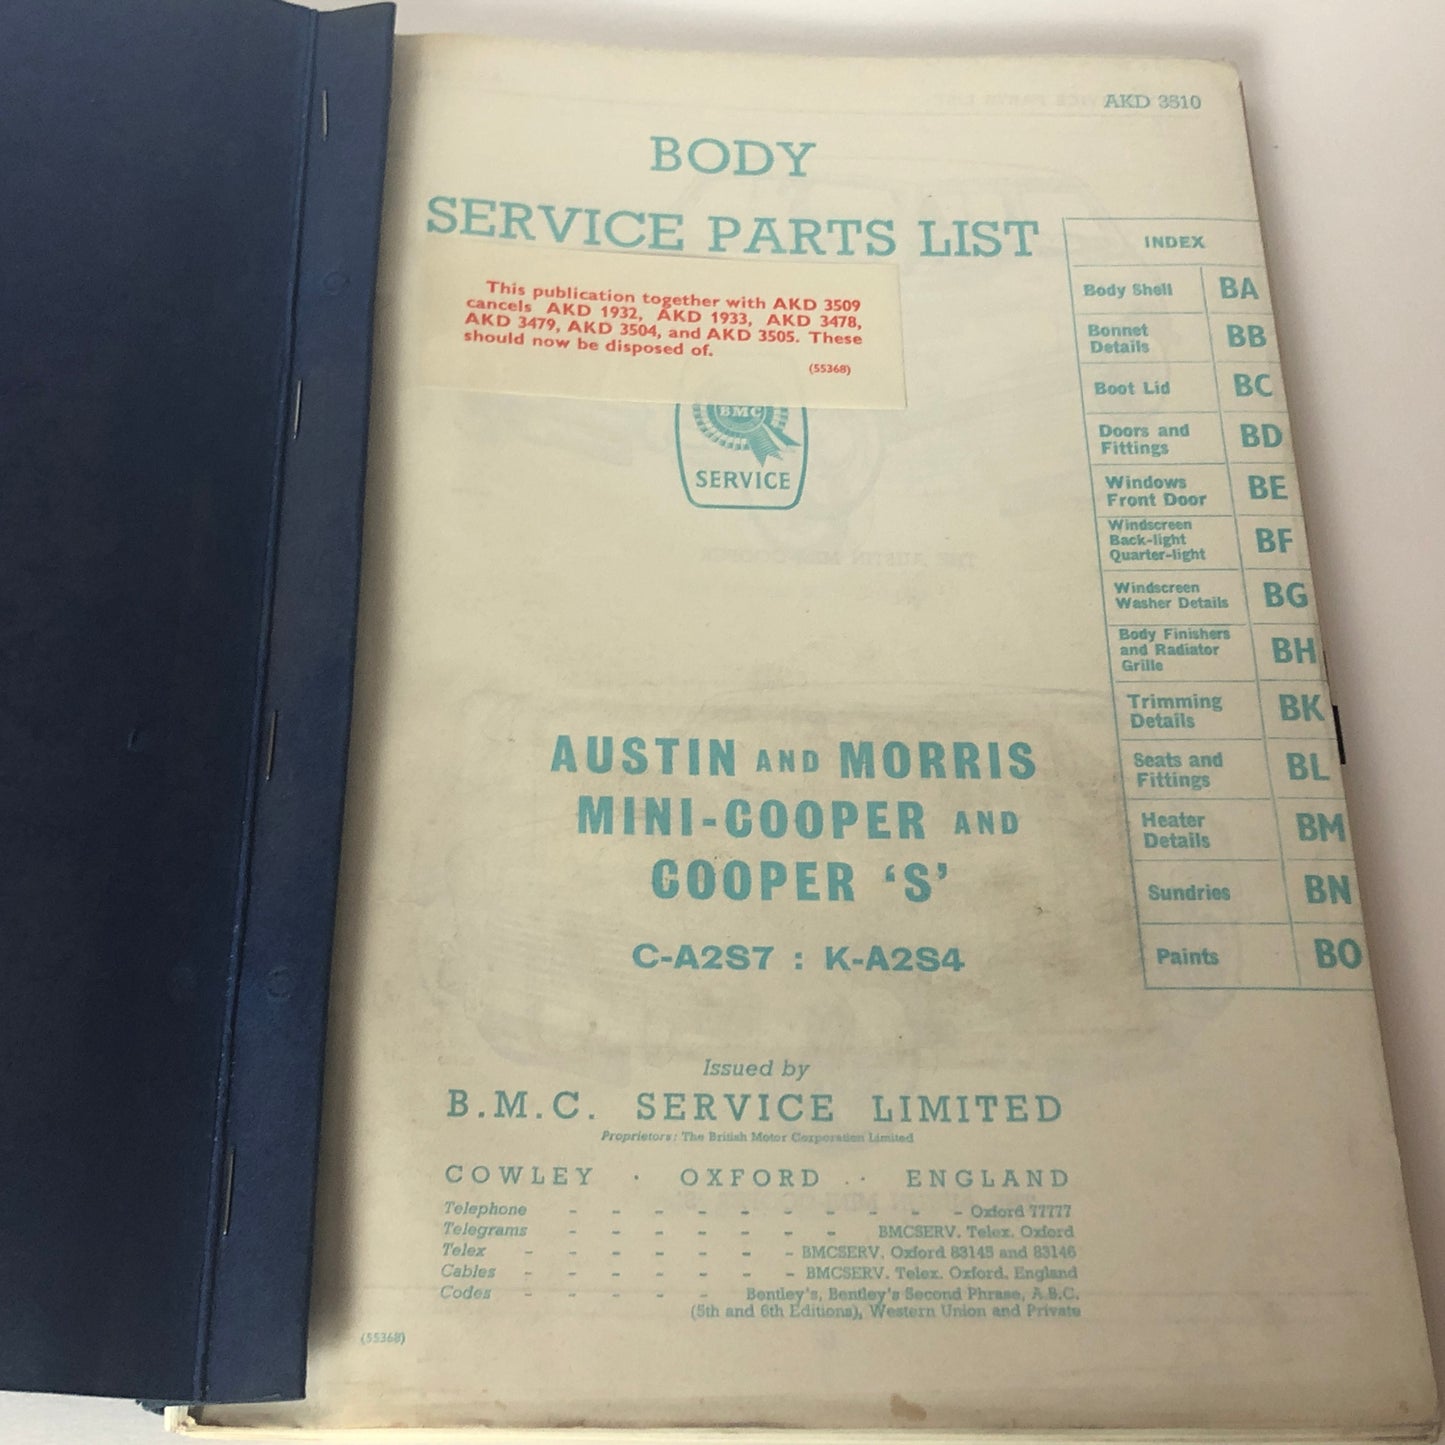 AKD 3510
BODY
SERVICE PARTS LIST
This publication together with AKD 3509
cancels AKD 1932, AKD 1933, AKD 3478,
AKD 3479, AKD 3504, and AKD 3505. These
should now be disposed of.
(55368)
BMC
SERVICE
INDEX
Body Shell BA
Bonnet
Details BB
Boot Lid BC
Doors and
Fittings BD
Windows
Front Door BE
Windscreen
Back-light
Quarter-light BF
Windscreen
Washer Details BG
Body Finishers
and Radiator
Grille BH
Trimming
Details BK
Seats and
Fittings BL
Heater
Details BM
Sundries BN
Paints BO
AUSTIN AND MORRIS
MINI-COOPER AND
COOPER ‘S’
C-A2S7 : K-A2S4
Issued by
B.M.C. SERVICE LIMITED
Proprietors: The British Motor Corporation Limited
COWLEY · OXFORD · · ENGLAND
Telephone - - - - - - - - - - Oxford 77777
Telegrams - - - - - - - BMCSERV. Telex. Oxford
Telex - - - - - - - BMCSERV. Oxford 83145 and 83146
Cables - - - - - - - BMCSERV. Telex. Oxford. England
Codes - - - - - Bentley's, Bentley's Second Phrase, A.B.C.
(5th and 6th Editions), Western Union and Private
(55368)